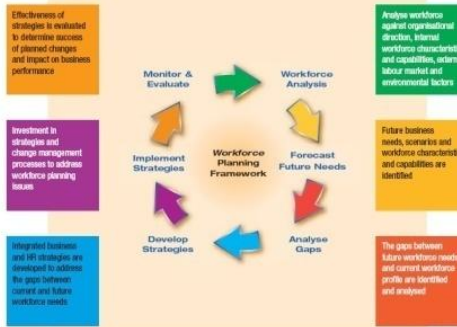 Effectiveness of
strategies is evaluated
to determine success
of planned changes
and impact on business
performance
Investment in
strategies and
change management
processes to address
workforce planning
issues
Integrated business
and HR strategies are
developed to address
the gaps between
current and future
workforce needs
Monitor &
Evaluate
Workforce
Analysis
Implement
Strategies
Workforce
Planning
Framework
Forecast
Future Needs
Develop
Strategies
Analyse
Gaps
Analyse workforce
against organisational
direction, internal
workforce characteristi
and capabilities, extern
labour market and
environmental factors
Future business
needs, scenarios and
workforce characteristi
and capabilities are
identified
The gaps between
future workforce needs
and current workforce
profile are identified
and analysed